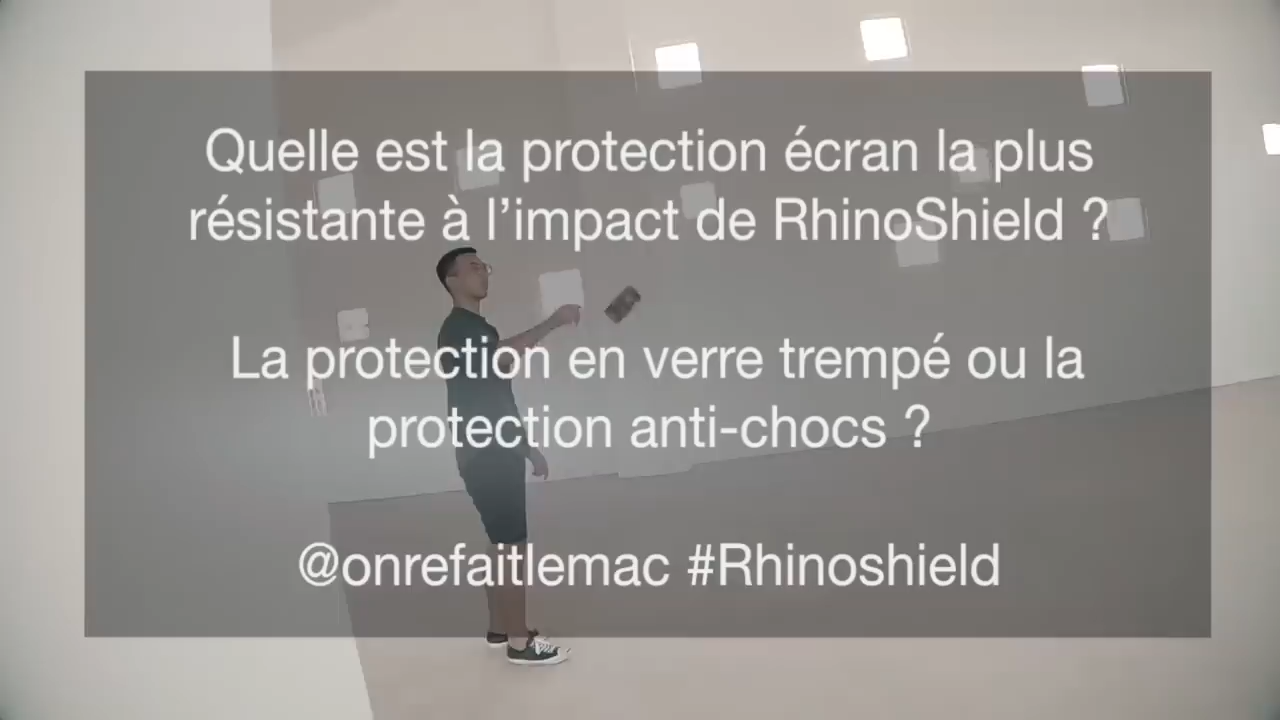 Quelle est la protection écran la plus
résistante à l’impact de RhinoShield ?
La protection en verre trempé ou la
protection anti-chocs ?
@onrefaitlemac #Rhinoshield